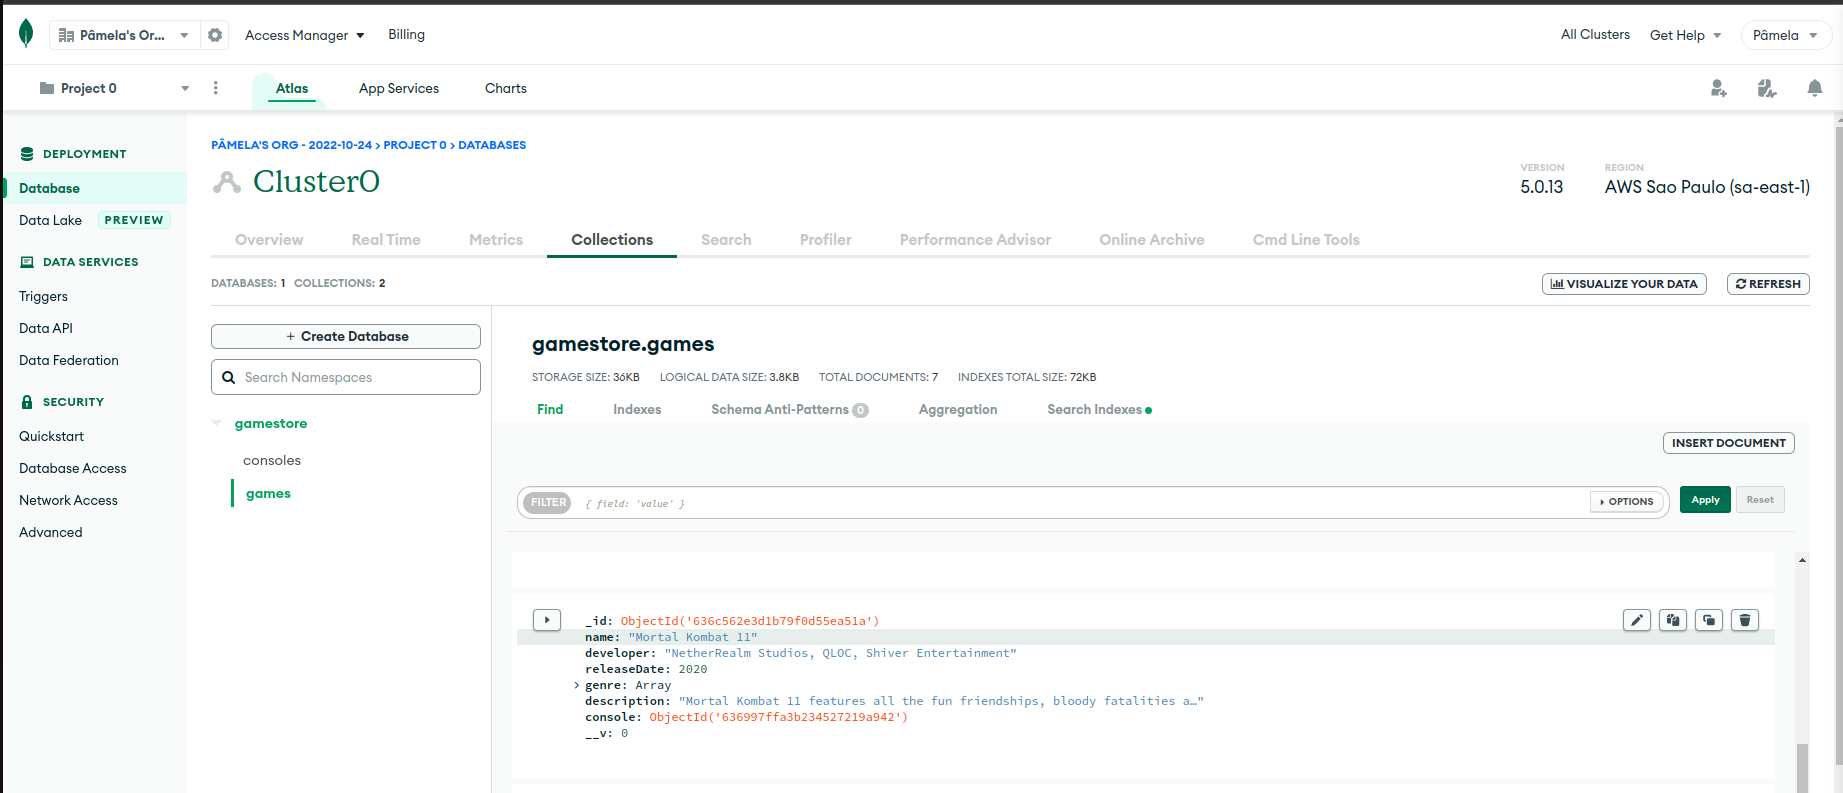 Pâmela's Or... Access Manager Billing All Clusters Get Help Pâmela
Project 0 Atlas App Services Charts
DEPLOYMENT
Database
Data Lake PREVIEW
DATA SERVICES
Triggers
Data API
Data Federation
SECURITY
Quickstart
Database Access
Network Access
Advanced
PÂMELA'S ORG - 2022-10-24 > PROJECT 0 > DATABASES
Cluster0
VERSION
5.0.13
REGION
AWS Sao Paulo (sa-east-1)
Overview Real Time Metrics Collections Search Profiler Performance Advisor Online Archive Cmd Line Tools
DATABASES: 1 COLLECTIONS: 2
VISUALIZE YOUR DATA REFRESH
+ Create Database
Search Namespaces
gamestore
consoles
games
gamestore.games
STORAGE SIZE: 36KB LOGICAL DATA SIZE: 3.8KB TOTAL DOCUMENTS: 7 INDEXES TOTAL SIZE: 72KB
Find Indexes Schema Anti-Patterns 0 Aggregation Search Indexes
INSERT DOCUMENT
FILTER { field: 'value' } OPTIONS Apply Reset
_id: ObjectId('636c562e3d1b79f0d55ea51a')
name: "Mortal Kombat 11"
developer: "NetherRealm Studios, QLOC, Shiver Entertainment"
releaseDate: 2020
genre: Array
description: "Mortal Kombat 11 features all the fun friendships, bloody fatalities a…"
console: ObjectId('636997ffa3b234527219a942')
__v: 0